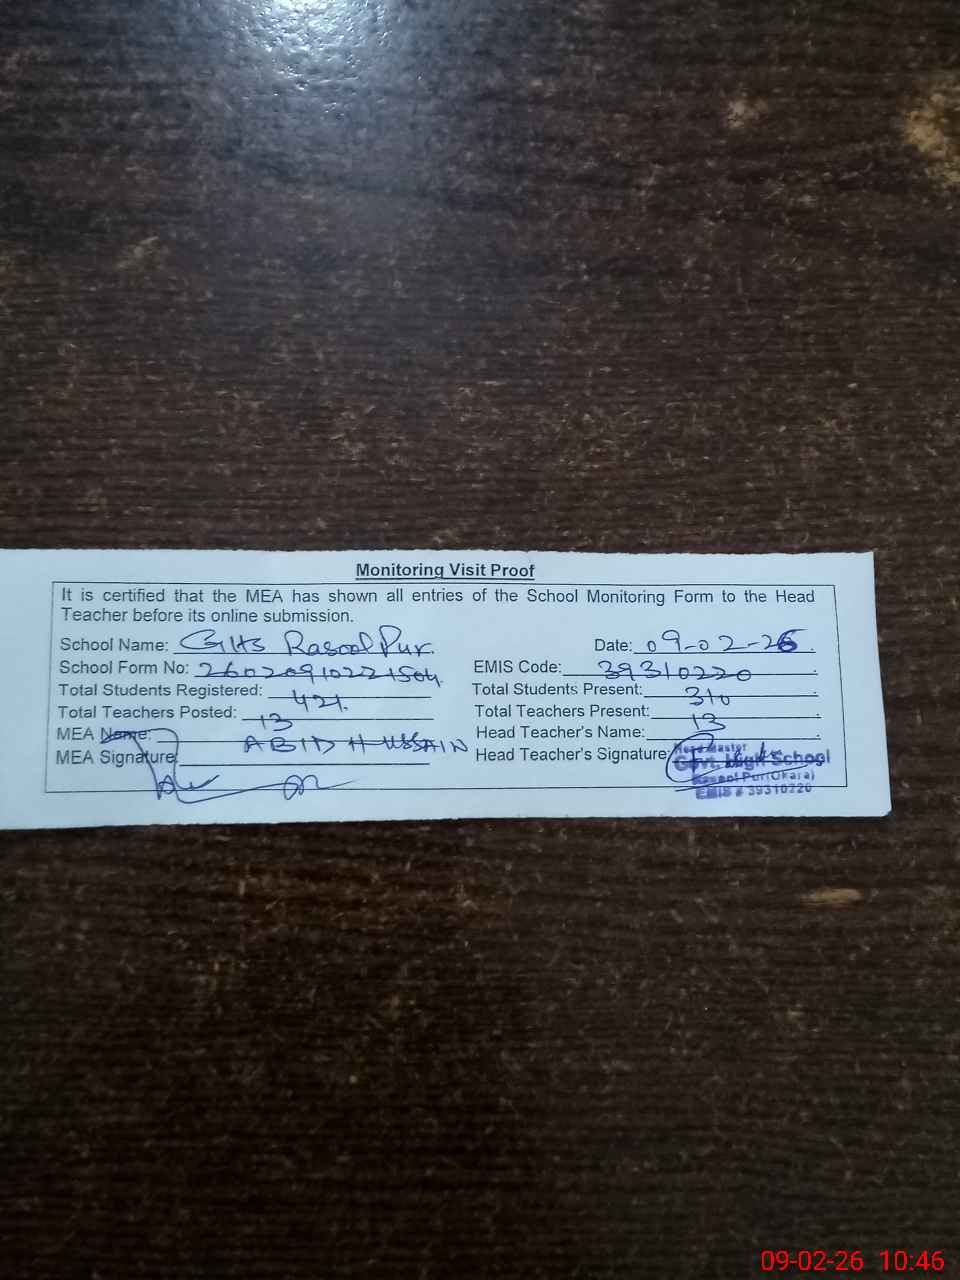 Monitoring Visit Proof
It is certified that the MEA has shown all entries of the School Monitoring Form to the Head
Teacher before its online submission.
School Name: GHS Rasool Pur. Date: 09-02-26.
School Form No: 26020910221504 EMIS Code: 39310220
Total Students Registered: 421. Total Students Present: 310
Total Teachers Posted: 13 Total Teachers Present: 13
MEA Name: ABID HUSSAIN Head Teacher's Name:
MEA Signature: Head Teacher's Signature:
Head Master
Govt. High School
Rasool Pur(Okara)
EMIS # 39310220
09-02-26 10:46